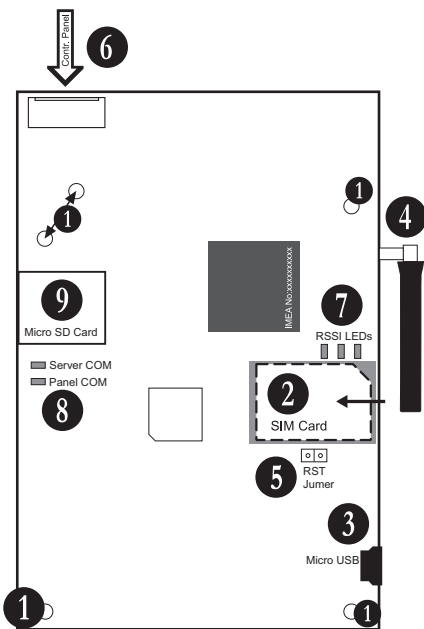 Contr. Panel
6
1
1
4
IMEA No:xxxxxxxxxx
9
Micro SD Card
7
RSSI LEDs
Server COM
Panel COM
8
2
SIM Card
5
RST
Jumer
3
Micro USB
1
1